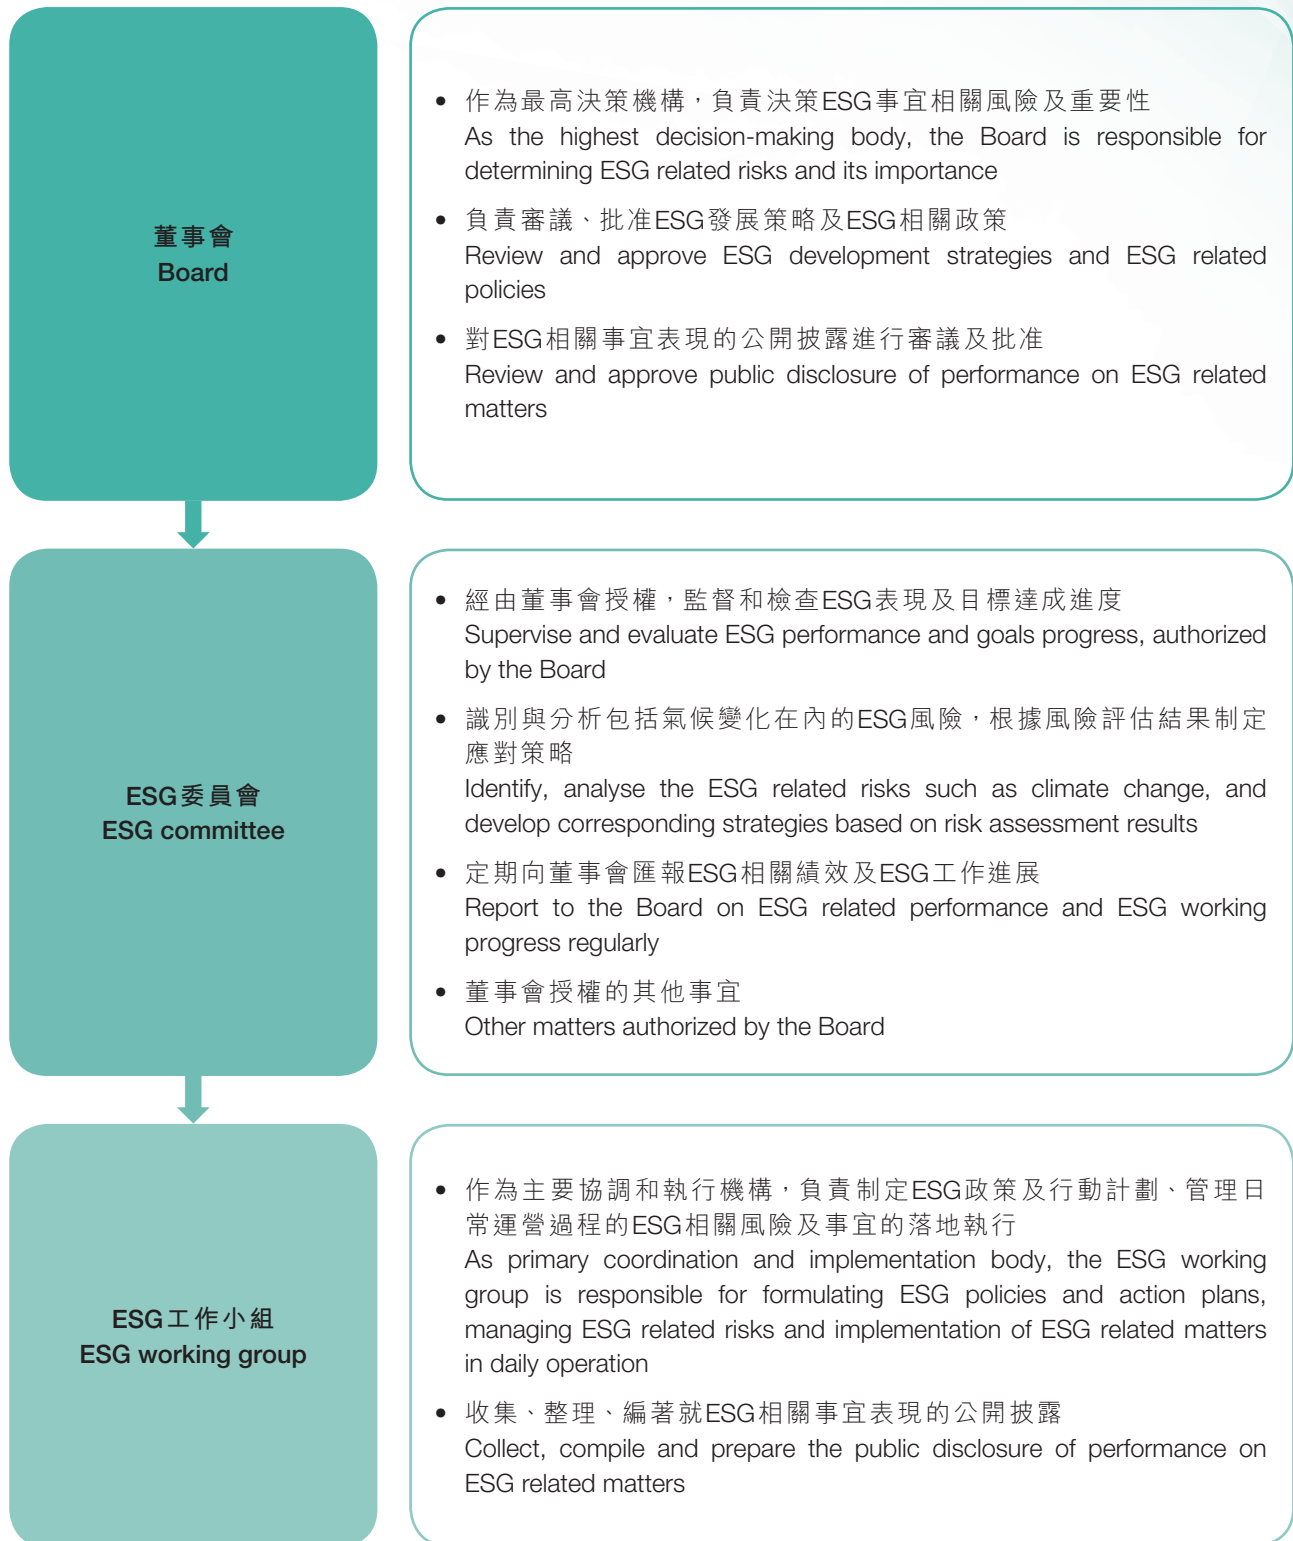 董事會
Board
• 作為最高決策機構，負責決策ESG事宜相關風險及重要性
As the highest decision-making body, the Board is responsible for
determining ESG related risks and its importance
• 負責審議、批准ESG發展策略及ESG相關政策
Review and approve ESG development strategies and ESG related
policies
• 對ESG相關事宜表現的公開披露進行審議及批准
Review and approve public disclosure of performance on ESG related
matters
ESG委員會
ESG committee
• 經由董事會授權，監督和檢查ESG表現及目標達成進度
Supervise and evaluate ESG performance and goals progress, authorized
by the Board
• 識別與分析包括氣候變化在內的ESG風險，根據風險評估結果制定
應對策略
Identify, analyse the ESG related risks such as climate change, and
develop corresponding strategies based on risk assessment results
• 定期向董事會匯報ESG相關績效及ESG工作進展
Report to the Board on ESG related performance and ESG working
progress regularly
• 董事會授權的其他事宜
Other matters authorized by the Board
ESG工作小組
ESG working group
• 作為主要協調和執行機構，負責制定ESG政策及行動計劃、管理日
常運營過程的ESG相關風險及事宜的落地執行
As primary coordination and implementation body, the ESG working
group is responsible for formulating ESG policies and action plans,
managing ESG related risks and implementation of ESG related matters
in daily operation
• 收集、整理、編著就ESG相關事宜表現的公開披露
Collect, compile and prepare the public disclosure of performance on
ESG related matters